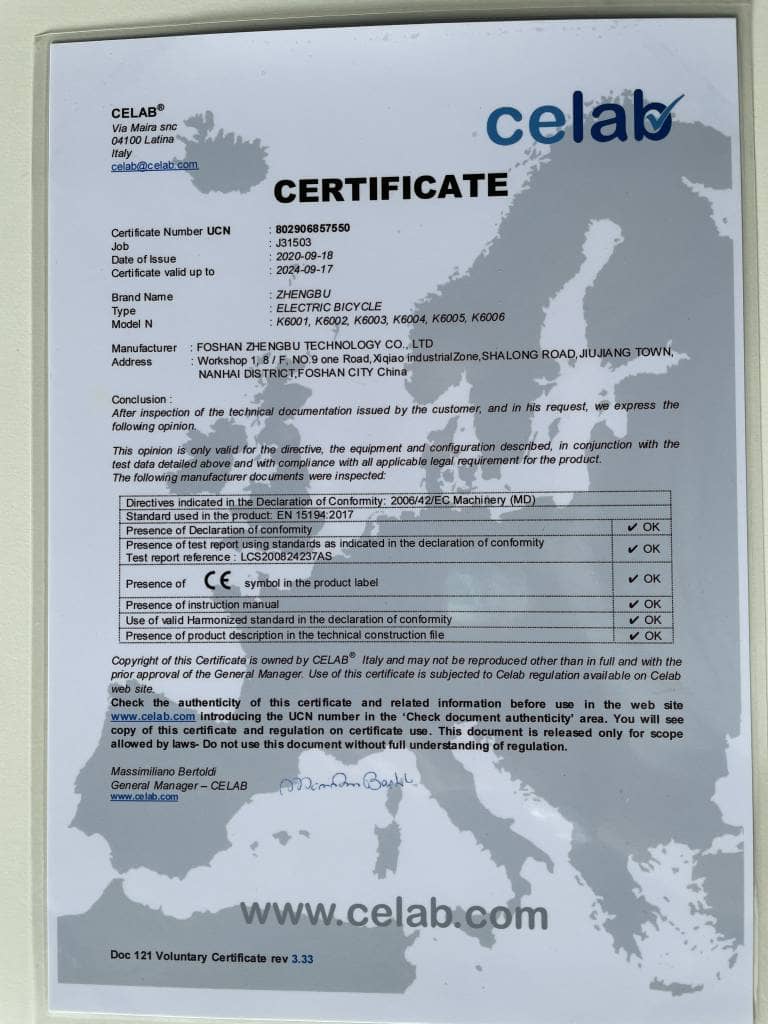 CELAB®
Via Maira snc
04100 Latina
Italy
celab@celab.com
celab
CERTIFICATE
Certificate Number UCN : 802906857550
Job : J31503
Date of Issue : 2020-09-18
Certificate valid up to : 2024-09-17
Brand Name : ZHENGBU
Type : ELECTRIC BICYCLE
Model N : K6001, K6002, K6003, K6004, K6005, K6006
Manufacturer : FOSHAN ZHENGBU TECHNOLOGY CO., LTD
Address : Workshop 1, 8 / F, NO.9 one Road,Xiqiao industrialZone,SHALONG ROAD,JIUJIANG TOWN,
NANHAI DISTRICT,FOSHAN CITY China
Conclusion :
After inspection of the technical documentation issued by the customer, and in his request, we express the
following opinion.
This opinion is only valid for the directive, the equipment and configuration described, in conjunction with the
test data detailed above and with compliance with all applicable legal requirement for the product.
The following manufacturer documents were inspected:
Directives indicated in the Declaration of Conformity: 2006/42/EC Machinery (MD)
Standard used in the product: EN 15194:2017
Presence of Declaration of conformity ✔ OK
Presence of test report using standards as indicated in the declaration of conformity
Test report reference : LCS200824237AS ✔ OK
Presence of CE symbol in the product label ✔ OK
Presence of instruction manual ✔ OK
Use of valid Harmonized standard in the declaration of conformity ✔ OK
Presence of product description in the technical construction file ✔ OK
Copyright of this Certificate is owned by CELAB® Italy and may not be reproduced other than in full and with the
prior approval of the General Manager. Use of this certificate is subjected to Celab regulation available on Celab
web site.
Check the authenticity of this certificate and related information before use in the web site
www.celab.com introducing the UCN number in the ‘Check document authenticity’ area. You will see
copy of this certificate and regulation on certificate use. This document is released only for scope
allowed by laws- Do not use this document without full understanding of regulation.
Massimiliano Bertoldi
General Manager – CELAB
www.celab.com
www.celab.com
Doc 121 Voluntary Certificate rev 3.33